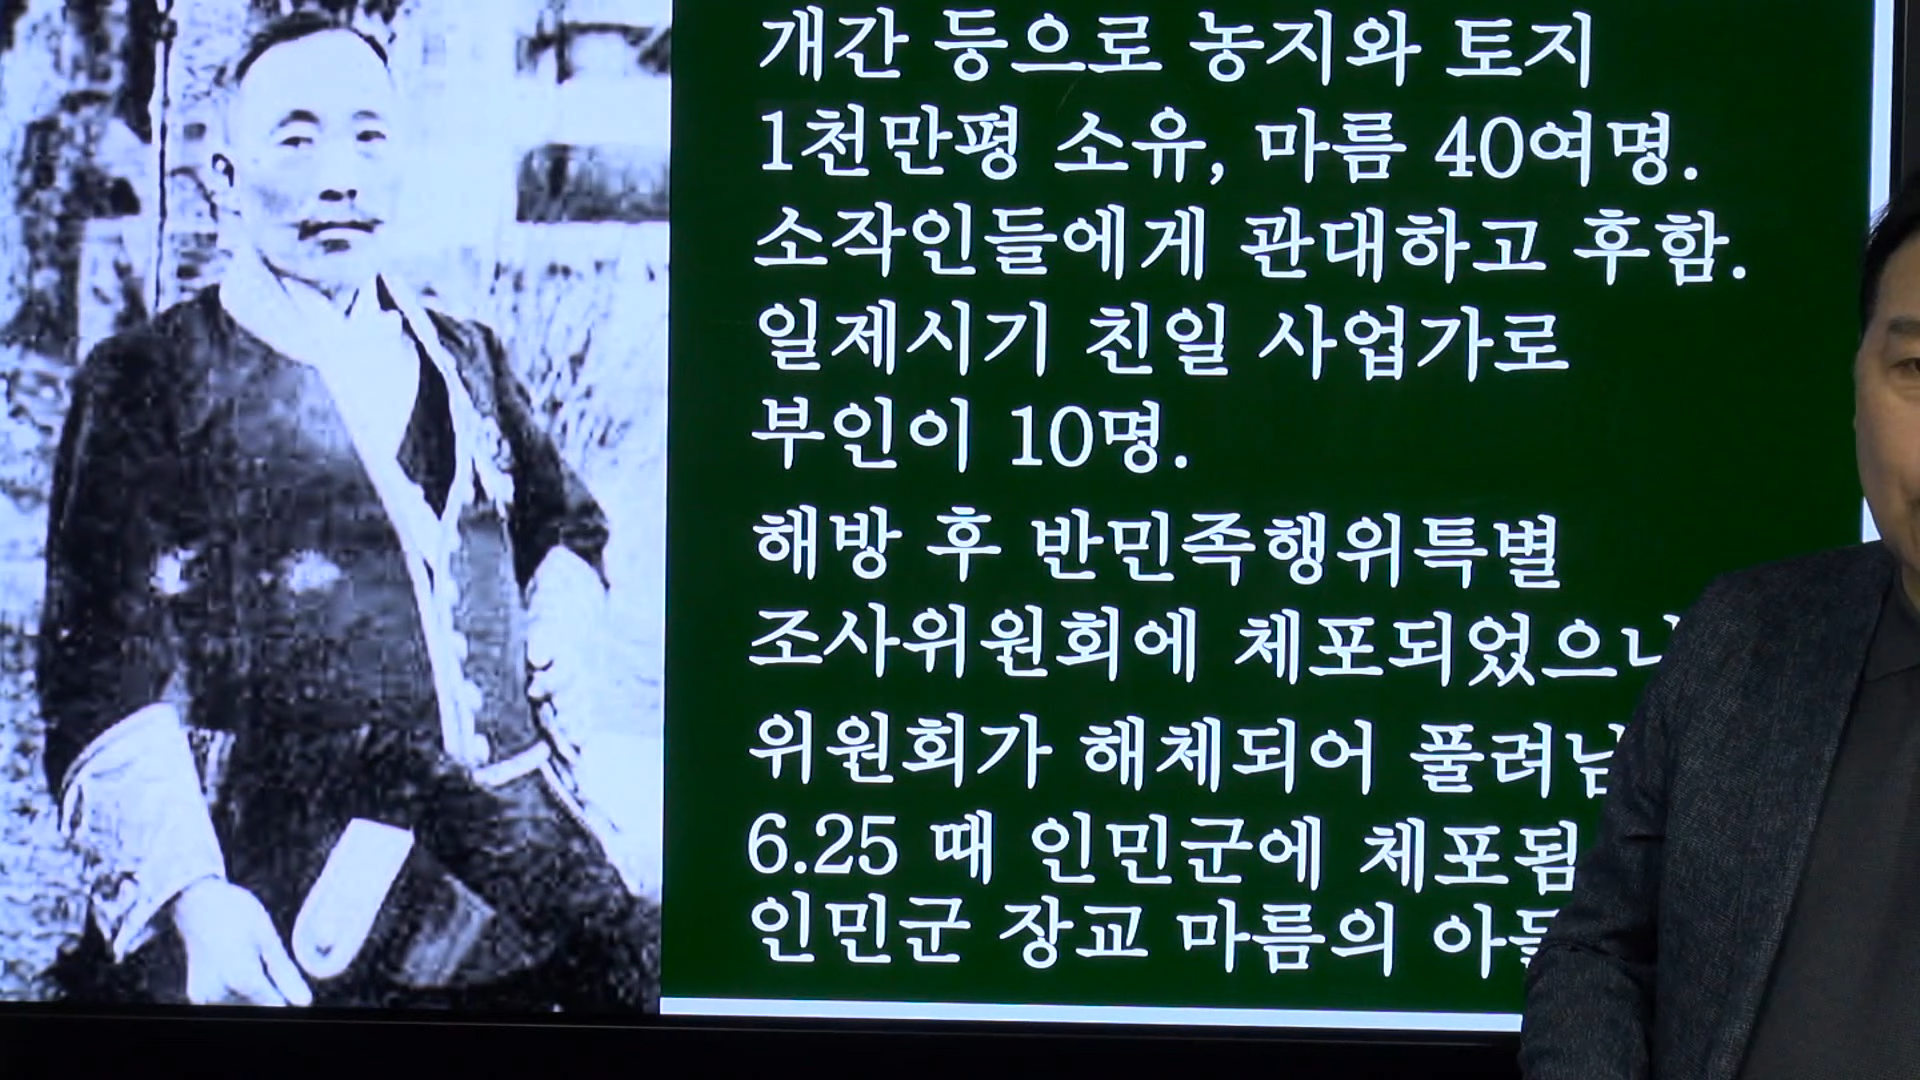 개간 등으로 농지와 토지
1천만평 소유, 마름 40여명.
소작인들에게 관대하고 후함.
일제시기 친일 사업가로
부인이 10명.
해방 후 반민족행위특별
조사위원회에 체포되었으나
위원회가 해체되어 풀려남
6.25 때 인민군에 체포됨
인민군 장교 마름의